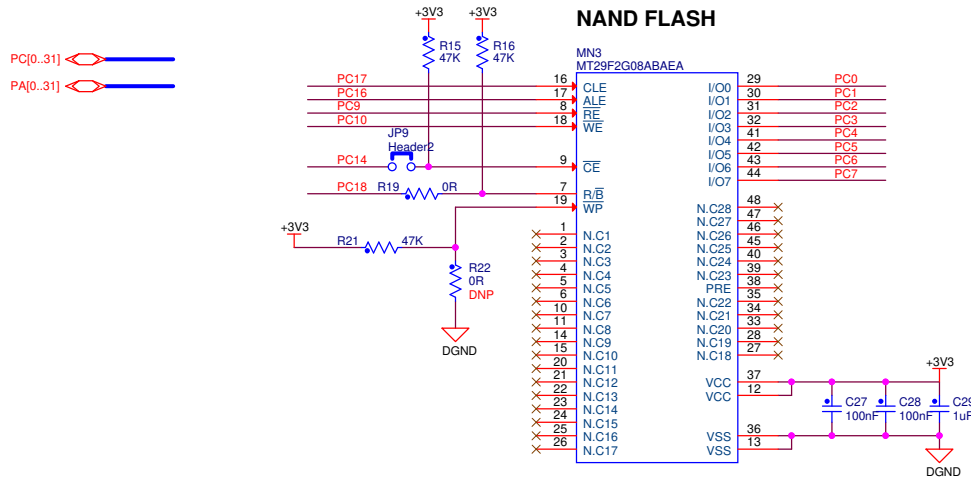 NAND FLASH
PC[0..31]
PA[0..31]
+3V3
+3V3
R15
47K
R16
47K
MN3
MT29F2G08ABAEA
PC17
16
CLE
PC16
17
ALE
PC9
8
RE
PC10
18
WE
JP9
Header2
PC14
9
CE
PC18
R19
0R
7
R/B
19
WP
+3V3
R21
47K
R22
0R
DNP
DGND
1
N.C1
2
N.C2
3
N.C3
4
N.C4
5
N.C5
6
N.C6
10
N.C7
11
N.C8
14
N.C9
15
N.C10
20
N.C11
21
N.C12
22
N.C13
23
N.C14
24
N.C15
25
N.C16
26
N.C17
I/O0
29
PC0
I/O1
30
PC1
I/O2
31
PC2
I/O3
32
PC3
I/O4
41
PC4
I/O5
42
PC5
I/O6
43
PC6
I/O7
44
PC7
N.C28
48
N.C27
47
N.C26
46
N.C25
45
N.C24
40
N.C23
39
PRE
38
N.C22
35
N.C21
34
N.C20
33
N.C19
28
N.C18
27
VCC
37
VCC
12
VSS
36
VSS
13
+3V3
C27
100nF
C28
100nF
C29
1uF
DGND